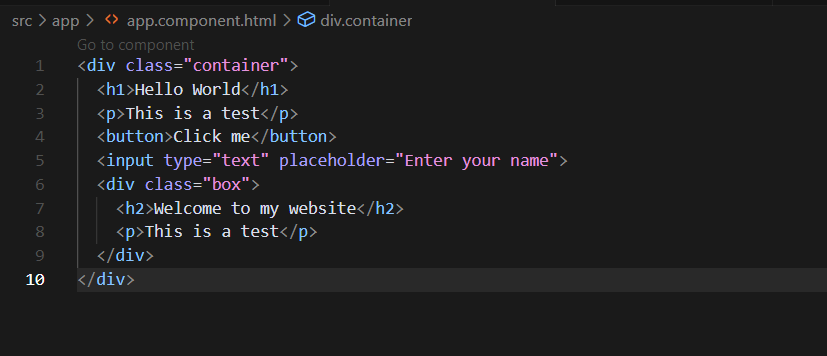 src > app > <> app.component.html > div.container
Go to component
1 <div class="container">
2 <h1>Hello World</h1>
3 <p>This is a test</p>
4 <button>Click me</button>
5 <input type="text" placeholder="Enter your name">
6 <div class="box">
7 <h2>Welcome to my website</h2>
8 <p>This is a test</p>
9 </div>
10 </div>